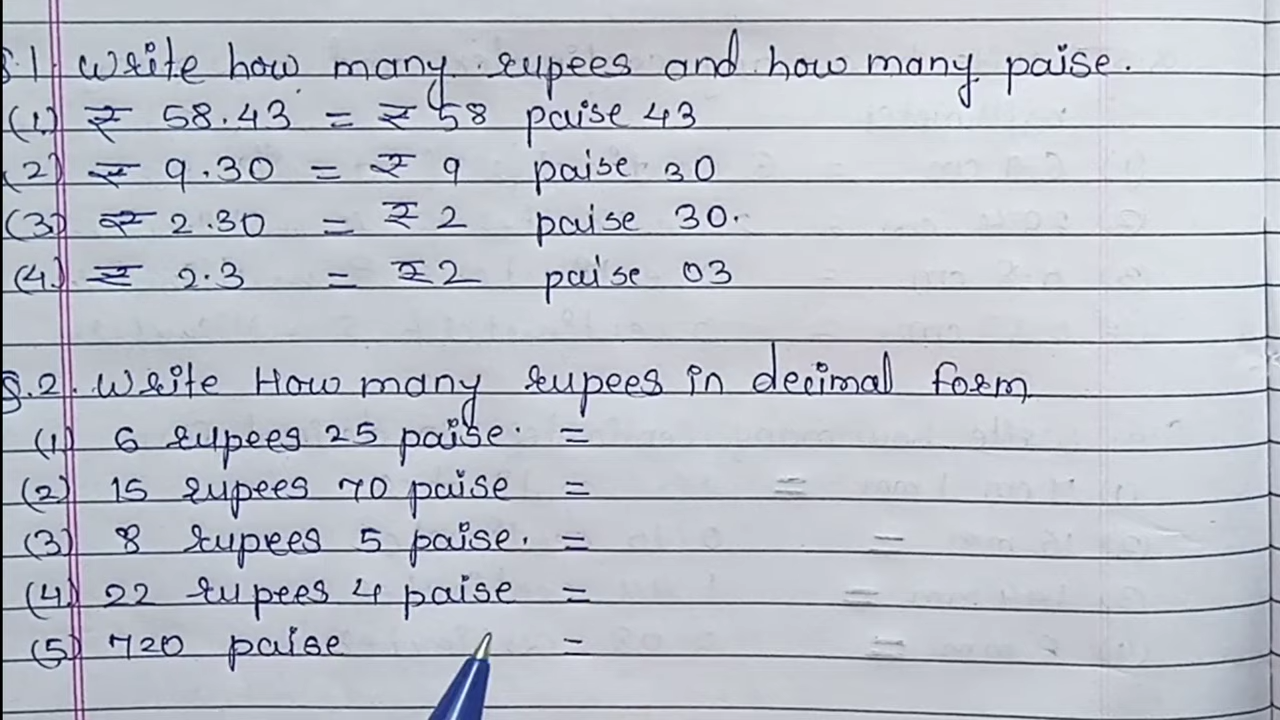 Q.1 Write how many rupees and how many paise.
(1) ₹ 58.43 = ₹ 58 paise 43
(2) ₹ 9.30 = ₹ 9 paise 30
(3) ₹ 2.30 = ₹ 2 paise 30.
(4) ₹ 2.3 = ₹ 2 paise 03
Q.2. Write How many rupees in decimal form
(1) 6 rupees 25 paise. =
(2) 15 rupees 70 paise =
(3) 8 rupees 5 paise. =
(4) 22 rupees 4 paise =
(5) 720 paise =